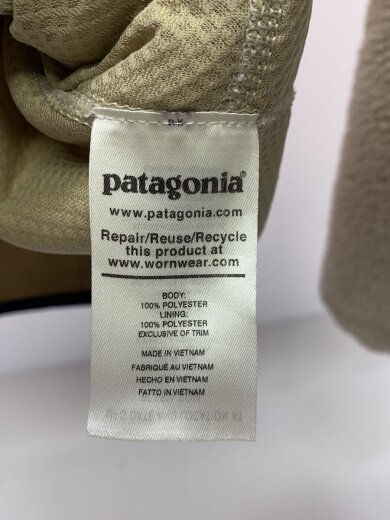 patagonia®
www.patagonia.com
Repair/Reuse/Recycle
this product at
www.wornwear.com
BODY:
100% POLYESTER
LINING:
100% POLYESTER
EXCLUSIVE OF TRIM
MADE IN VIETNAM
FABRIQUÉ AU VIETNAM
HECHO EN VIETNAM
FATTO IN VIETNAM